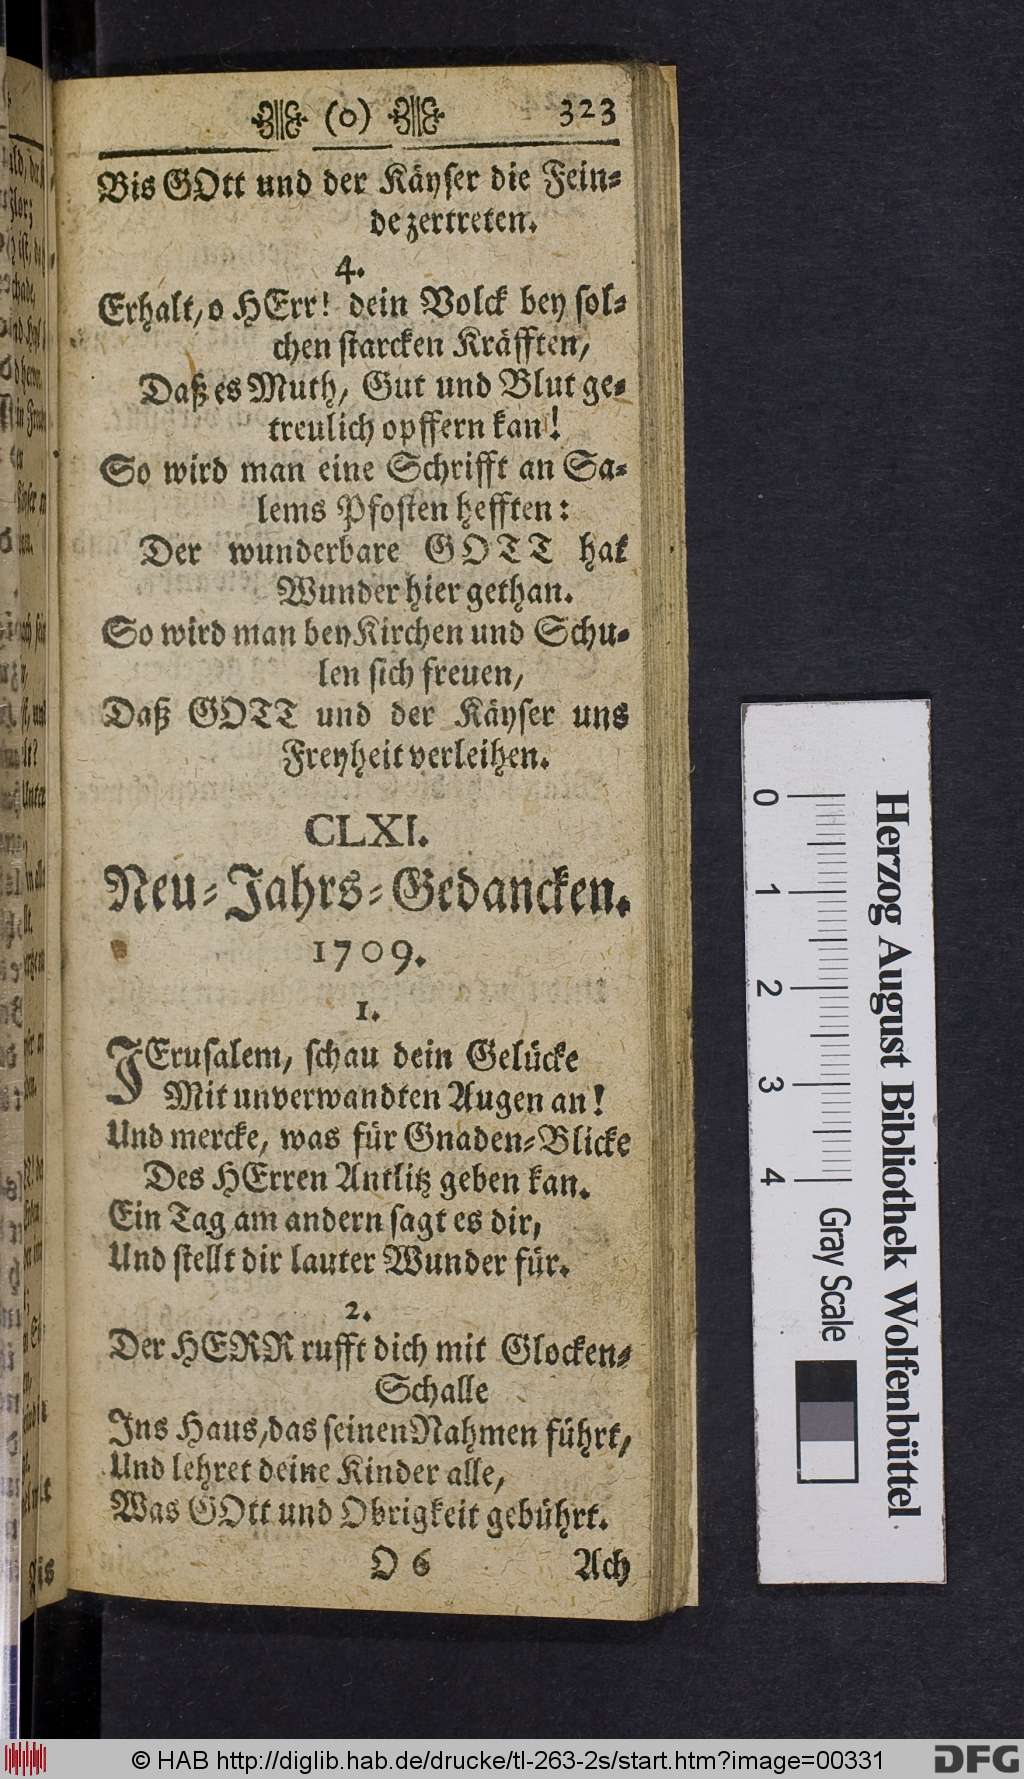 (o) 323
Bis GOtt und der Käyser die Fein-
de zertreten.
4.
Erhalt, o HErr! dein Volck bey sol-
chen starcken Kräfften,
Daß es Muth, Gut und Blut ge-
treulich opffern kan!
So wird man eine Schrifft an Sa-
lems Pfosten hefften:
Der wunderbare GOTT hat
Wunder hier gethan.
So wird man bey Kirchen und Schu-
len sich freuen,
Daß GOTT und der Käyser uns
Freyheit verleihen.
CLXI.
Neu-Jahrs-Gedancken.
1709.
1.
JErusalem, schau dein Gelücke
Mit unverwandten Augen an!
Und mercke, was für Gnaden-Blicke
Des HErren Antlitz geben kan.
Ein Tag am andern sagt es dir,
Und stellt dir lauter Wunder für.
2.
Der HERR rufft dich mit Glocken-
Schalle
Ins Haus, das seinen Nahmen führt,
Und lehret deine Kinder alle,
Was GOtt und Obrigkeit gebührt.
O 6 Ach
0 1 2 3 4
Gray Scale
Herzog August Bibliothek Wolfenbüttel
© HAB http://diglib.hab.de/drucke/tl-263-2s/start.htm?image=00331
DFG